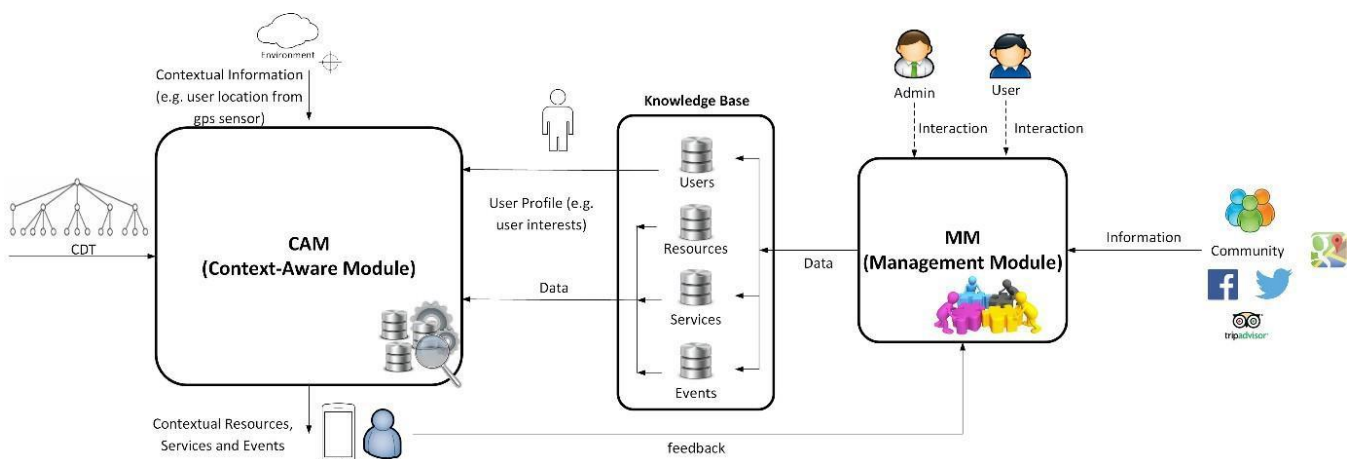 Environment
Contextual Information
(e.g. user location from
gps sensor)
CDT
CAM
(Context-Aware Module)
Contextual Resources,
Services and Events
User Profile (e.g.
user interests)
Data
Knowledge Base
Users
Resources
Services
Events
Data
feedback
Admin
User
Interaction
Interaction
MM
(Management Module)
Information
Community
tripadvisor